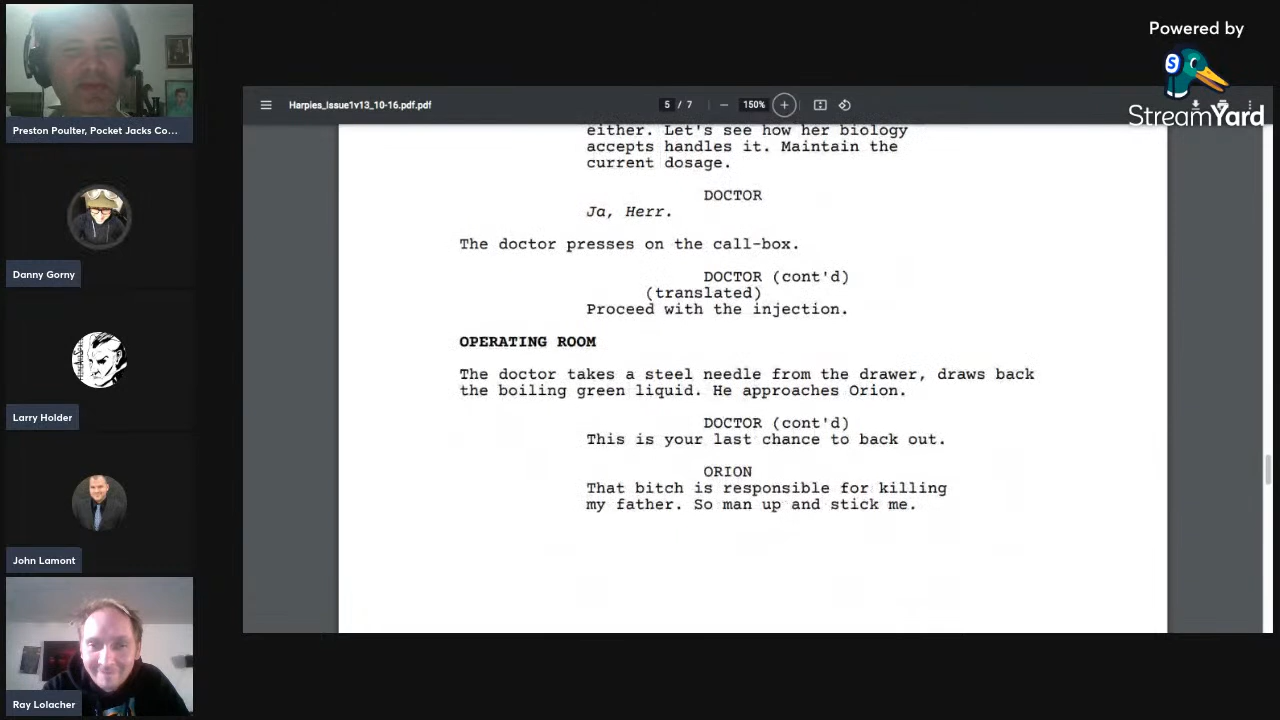 Powered by
S
StreamYard
Preston Poulter, Pocket Jacks Co...
Danny Gorny
Larry Holder
John Lamont
Ray Lolacher
Harpies_Issue1v13_10-16.pdf.pdf
5 / 7
150%
either. Let's see how her biology
accepts handles it. Maintain the
current dosage.
DOCTOR
Ja, Herr.
The doctor presses on the call-box.
DOCTOR (cont'd)
(translated)
Proceed with the injection.
OPERATING ROOM
The doctor takes a steel needle from the drawer, draws back
the boiling green liquid. He approaches Orion.
DOCTOR (cont'd)
This is your last chance to back out.
ORION
That bitch is responsible for killing
my father. So man up and stick me.